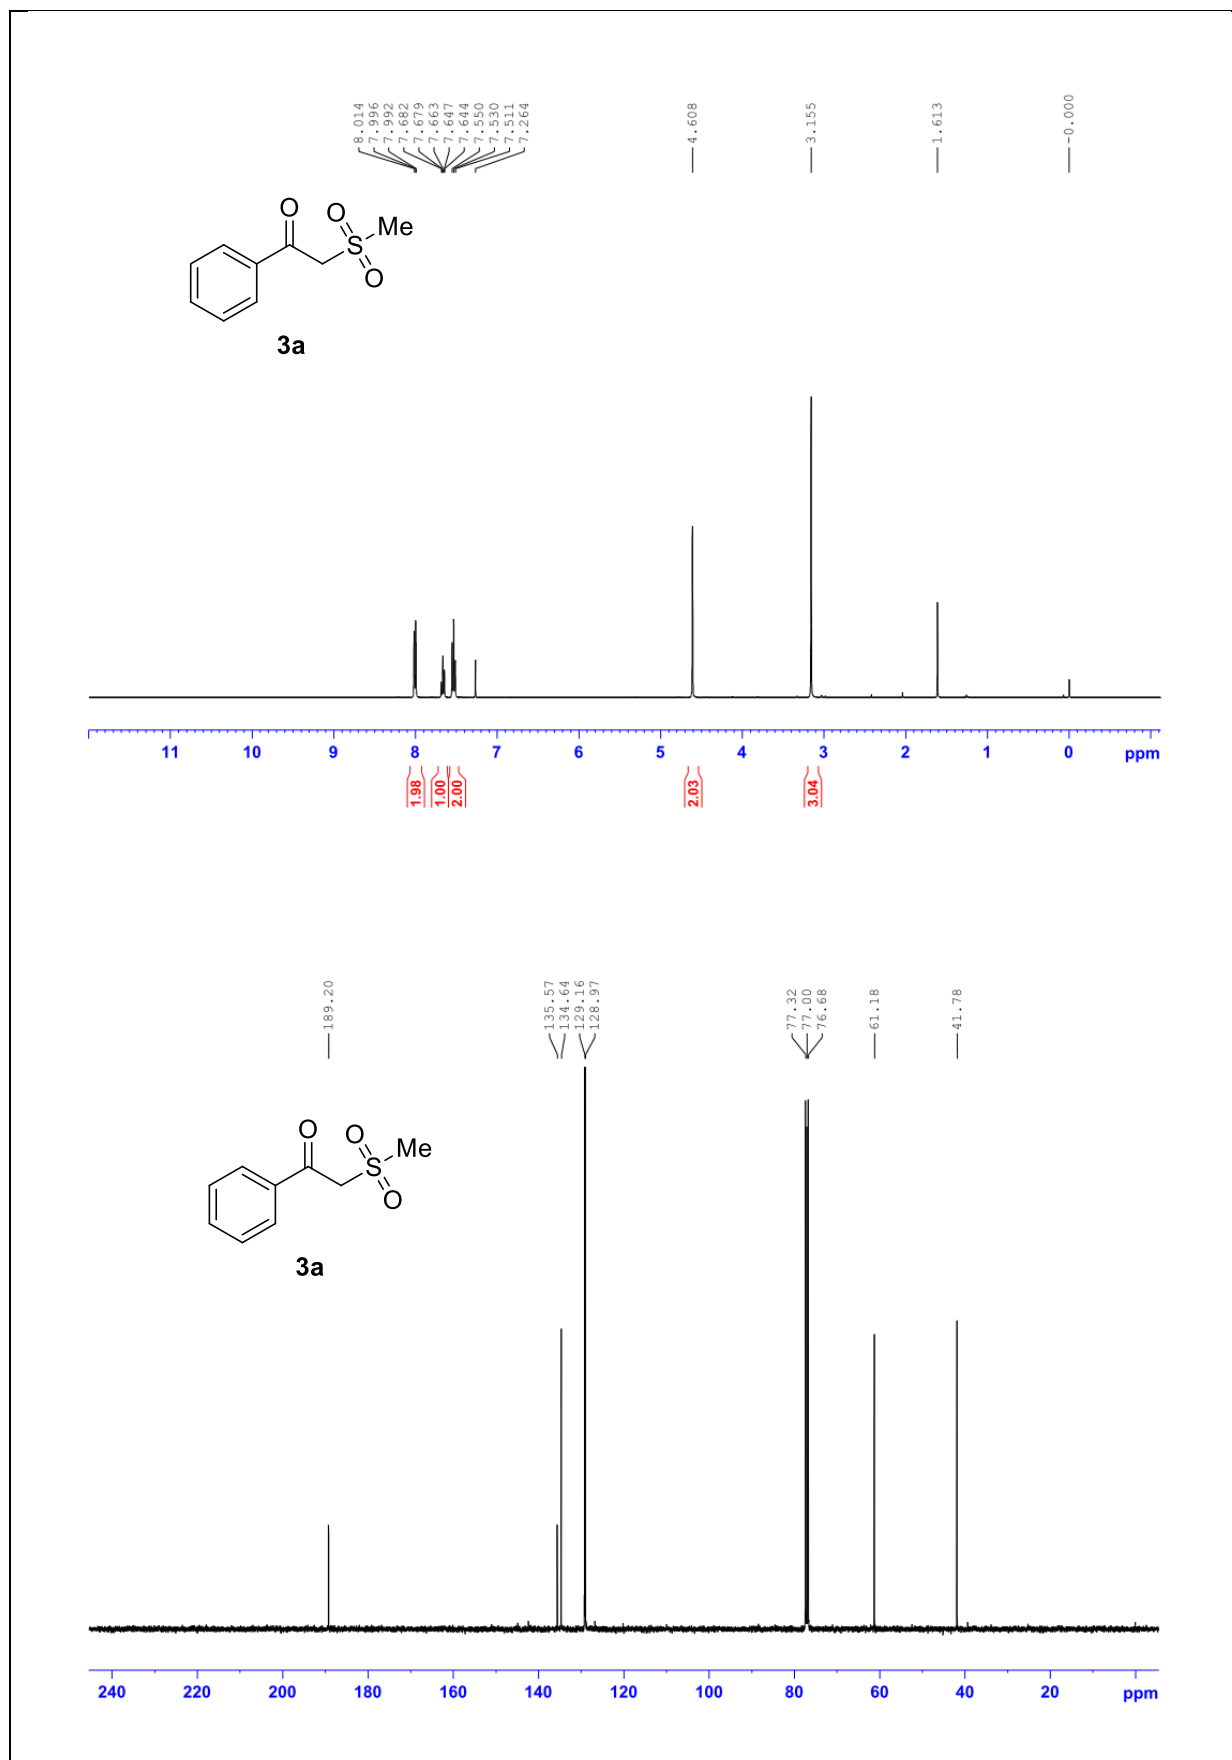 8.014
7.996
7.992
7.682
7.679
7.663
7.647
7.644
7.550
7.530
7.511
7.264
4.608
3.155
1.613
-0.000
O
O
S
Me
O
3a
11 10 9 8 7 6 5 4 3 2 1 0 ppm
1.98
1.00
2.00
2.03
3.04
189.20
135.57
134.64
129.16
128.97
77.32
77.00
76.68
61.18
41.78
O
O
S
Me
O
3a
240 220 200 180 160 140 120 100 80 60 40 20 ppm